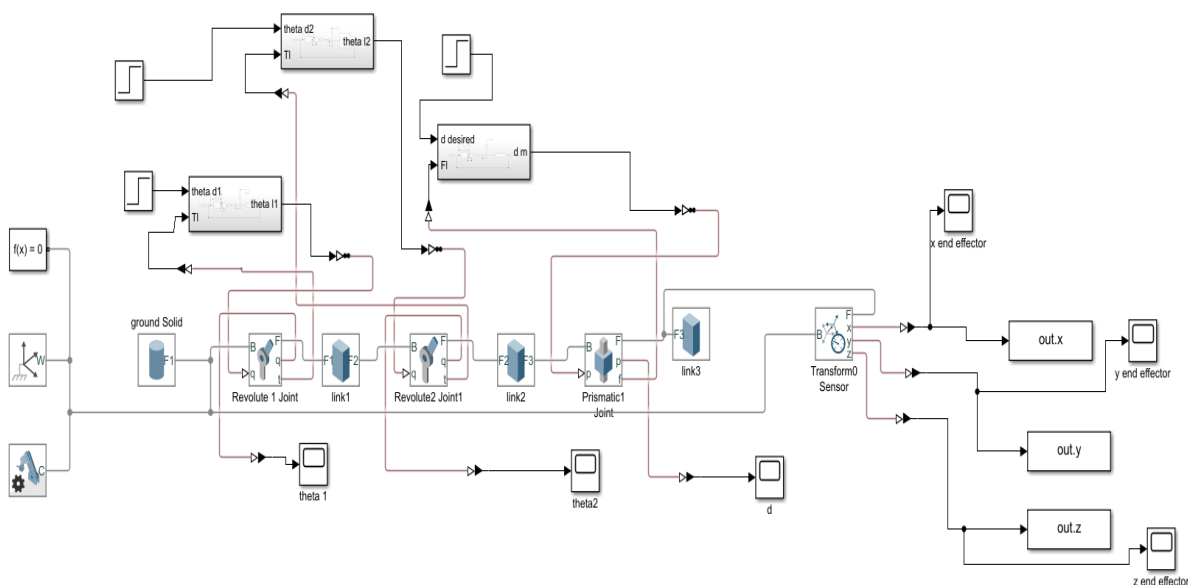 theta d2
Tl
theta l2
d desired
Fl
d m
theta d1
Tl
theta l1
f(x) = 0
x end effector
ground Solid
W
F1
B
q
F
q
t
Revolute 1 Joint
F1
F2
link1
B
q
F
q
t
Revolute2 Joint1
F2
F3
link2
B
p
F
p
f
Prismatic1
Joint
F3
link3
B
F
x
y
z
Transform0
Sensor
out.x
y end effector
C
theta 1
theta2
d
out.y
out.z
z end effector